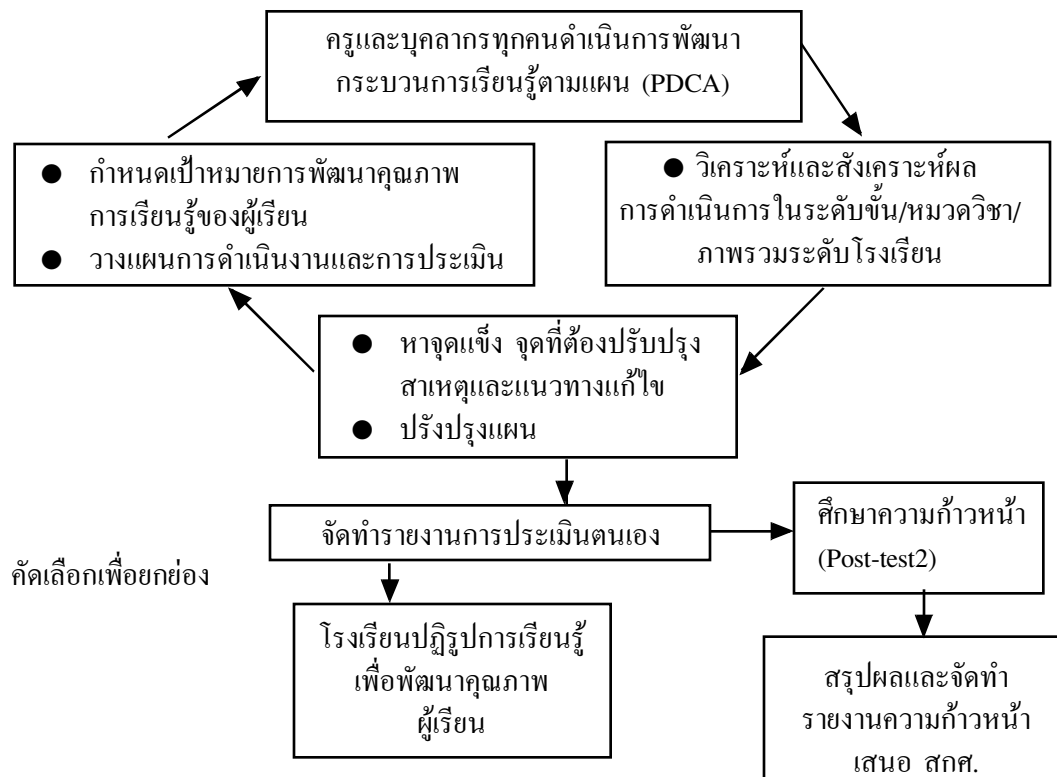 ครูและบุคลากรทุกคนดำเนินการพัฒนา
กระบวนการเรียนรู้ตามแผน (PDCA)
● กำหนดเป้าหมายการพัฒนาคุณภาพ
การเรียนรู้ของผู้เรียน
● วางแผนการดำเนินงานและการประเมิน
● วิเคราะห์และสังเคราะห์ผล
การดำเนินการในระดับขั้น/หมวดวิชา/
ภาพรวมระดับโรงเรียน
● หาจุดแข็ง จุดที่ต้องปรับปรุง
สาเหตุและแนวทางแก้ไข
● ปรังปรุงแผน
จัดทำรายงานการประเมินตนเอง
ศึกษาความก้าวหน้า
(Post-test2)
คัดเลือกเพื่อยกย่อง
โรงเรียนปฏิรูปการเรียนรู้
เพื่อพัฒนาคุณภาพ
ผู้เรียน
สรุปผลและจัดทำ
รายงานความก้าวหน้า
เสนอ สกศ.